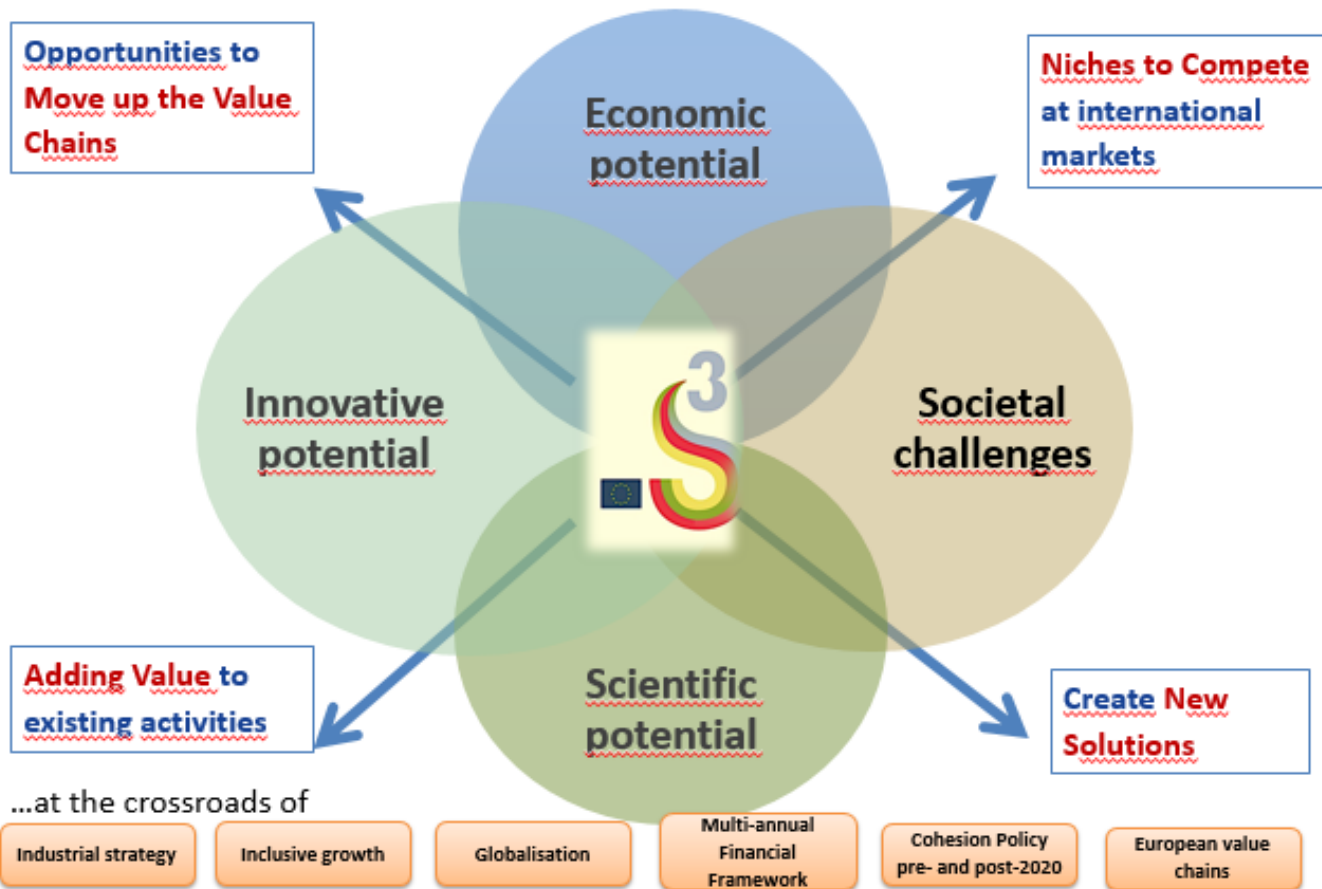 Opportunities to
Move up the Value
Chains
Economic
potential
Niches to Compete
at international
markets
Innovative
potential
S3
Societal
challenges
Adding Value to
existing activities
Scientific
potential
Create New
Solutions
...at the crossroads of
Industrial strategy
Inclusive growth
Globalisation
Multi-annual
Financial
Framework
Cohesion Policy
pre- and post-2020
European value
chains